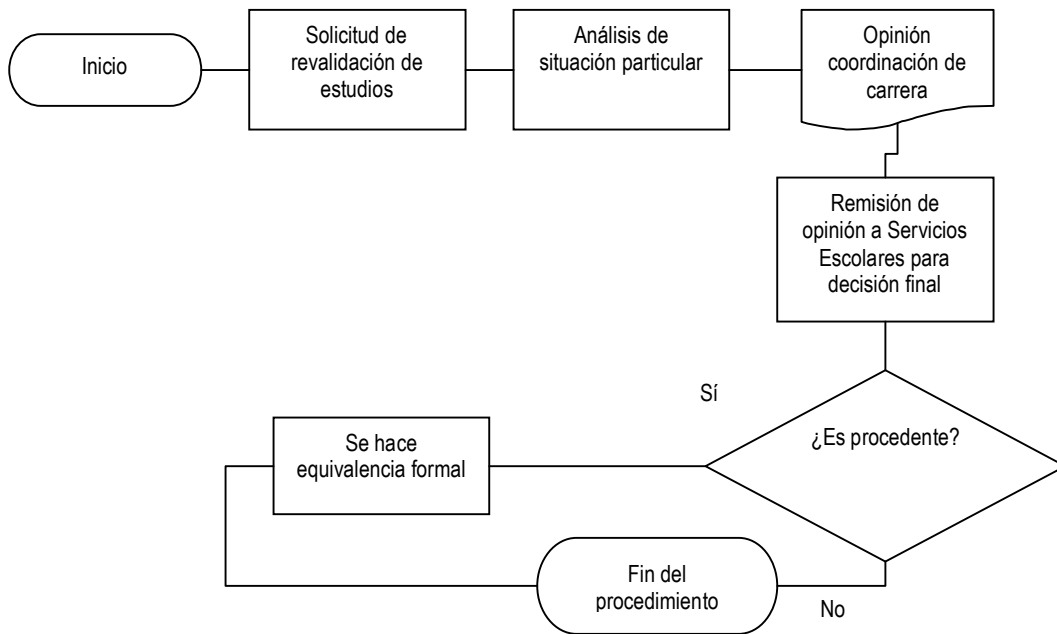 Inicio
Solicitud de
revalidación de
estudios
Análisis de
situación particular
Opinión
coordinación de
carrera
Remisión de
opinión a Servicios
Escolares para
decisión final
Sí
¿Es procedente?
Se hace
equivalencia formal
Fin del
procedimiento
No